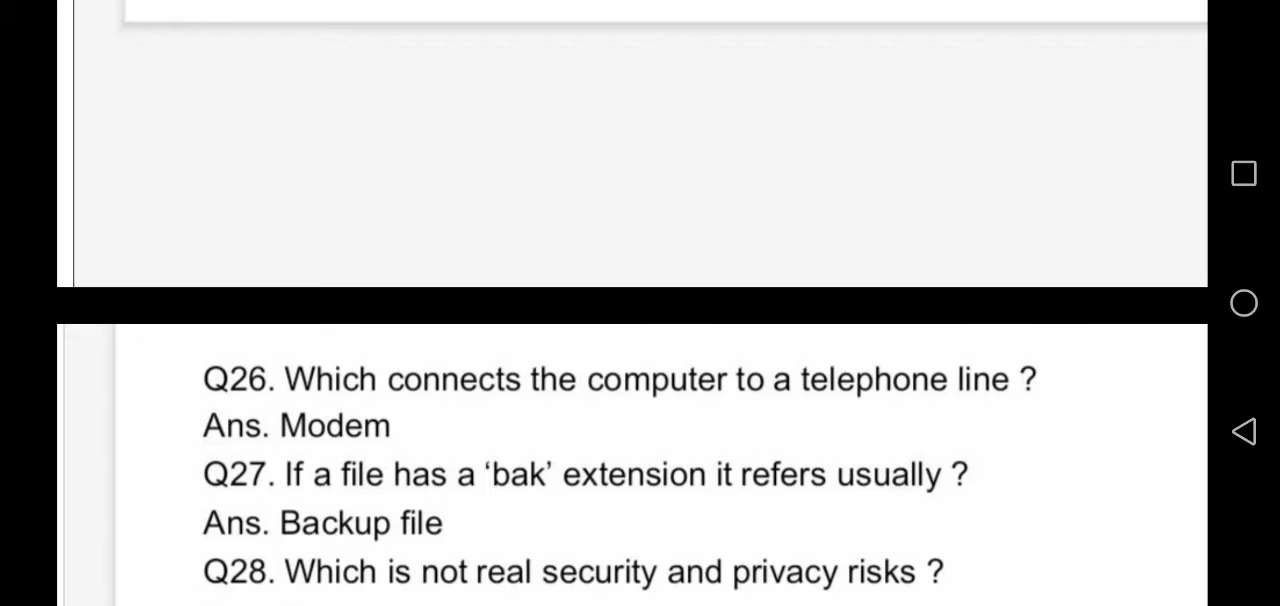 Q26. Which connects the computer to a telephone line ?
Ans. Modem
Q27. If a file has a ‘bak’ extension it refers usually ?
Ans. Backup file
Q28. Which is not real security and privacy risks ?